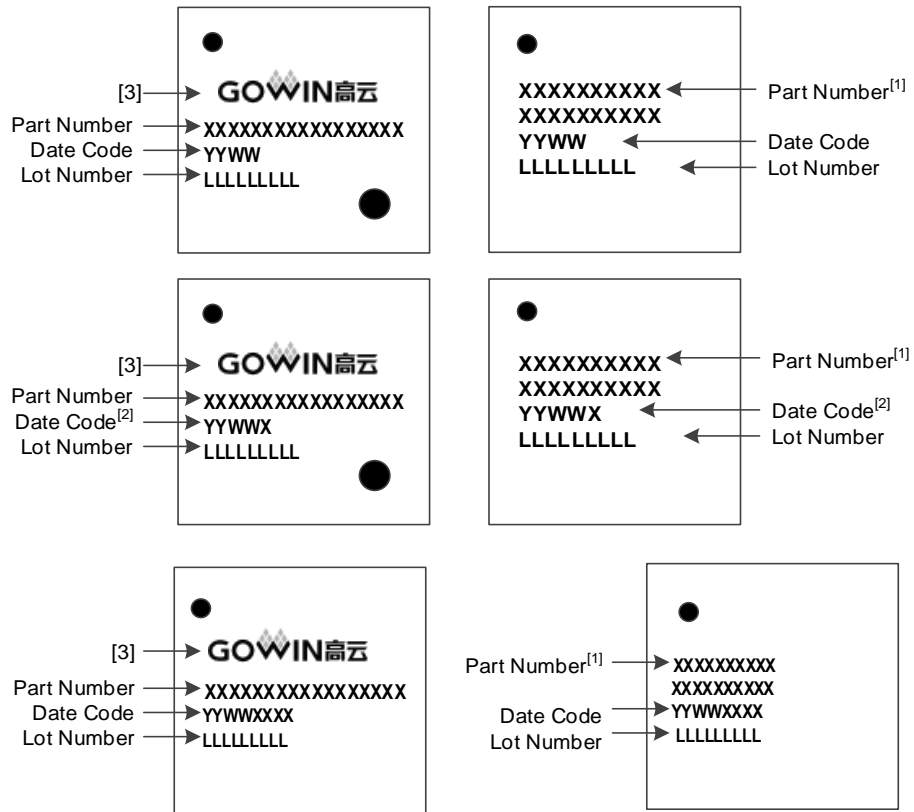 [3] GOWIN高云
Part Number XXXXXXXXXXXXXXXXX
Date Code YYWW
Lot Number LLLLLLLLL
XXXXXXXXXX Part Number[1]
XXXXXXXXXX
YYWW Date Code
LLLLLLLLL Lot Number
[3] GOWIN高云
Part Number XXXXXXXXXXXXXXXXX
Date Code[2] YYWWX
Lot Number LLLLLLLLL
XXXXXXXXXX Part Number[1]
XXXXXXXXXX
YYWWX Date Code[2]
LLLLLLLLL Lot Number
[3] GOWIN高云
Part Number XXXXXXXXXXXXXXXXX
Date Code YYWWXXXX
Lot Number LLLLLLLLL
Part Number[1] XXXXXXXXXX
XXXXXXXXXX
Date Code YYWWXXXX
Lot Number LLLLLLLLL